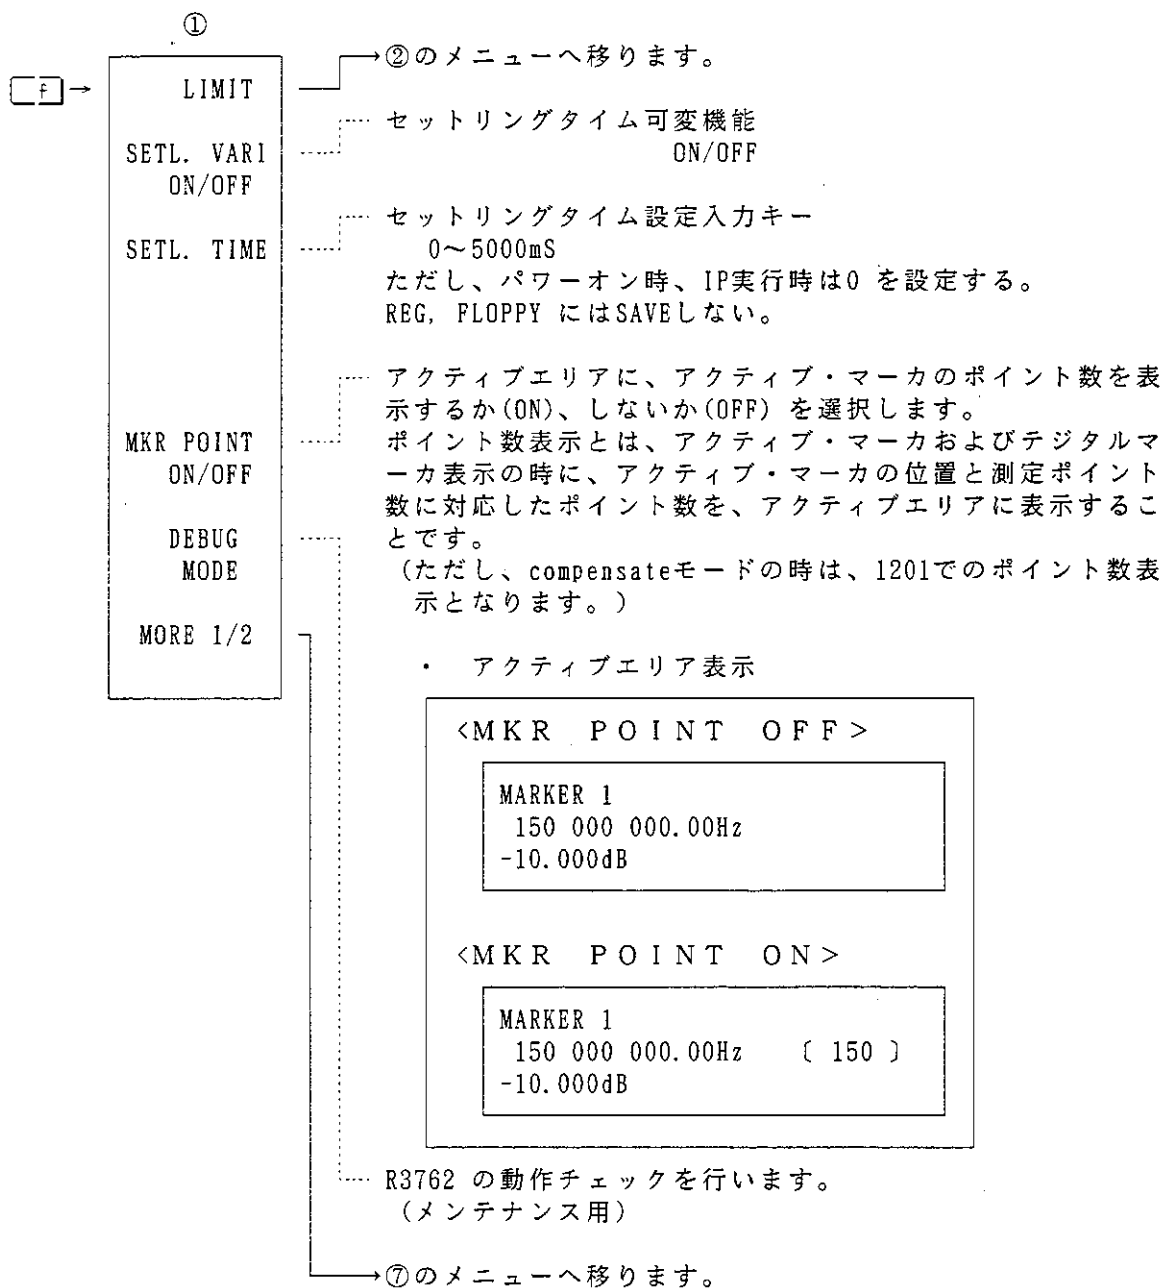 ①
→②のメニューへ移ります。
f →
LIMIT
セットリングタイム可変機能
ON/OFF
SETL. VARI
ON/OFF
セットリングタイム設定入力キー
SETL. TIME
0~5000mS
ただし、パワーオン時、IP実行時は0 を設定する。
REG, FLOPPY にはSAVEしない。
アクティブエリアに、アクティブ・マーカのポイント数を表
示するか(ON)、しないか(OFF) を選択します。
MKR POINT
ON/OFF
ポイント数表示とは、アクティブ・マーカおよびテジタルマ
ーカ表示の時に、アクティブ・マーカの位置と測定ポイント
数に対応したポイント数を、アクティブエリアに表示するこ
とです。
DEBUG
MODE
(ただし、compensateモードの時は、1201でのポイント数表
示となります。)
MORE 1/2
・ アクティブエリア表示
<MKR POINT OFF>
MARKER 1
150 000 000.00Hz
-10.000dB
<MKR POINT ON>
MARKER 1
150 000 000.00Hz 〔 150 〕
-10.000dB
R3762 の動作チェックを行います。
(メンテナンス用)
→⑦のメニューへ移ります。